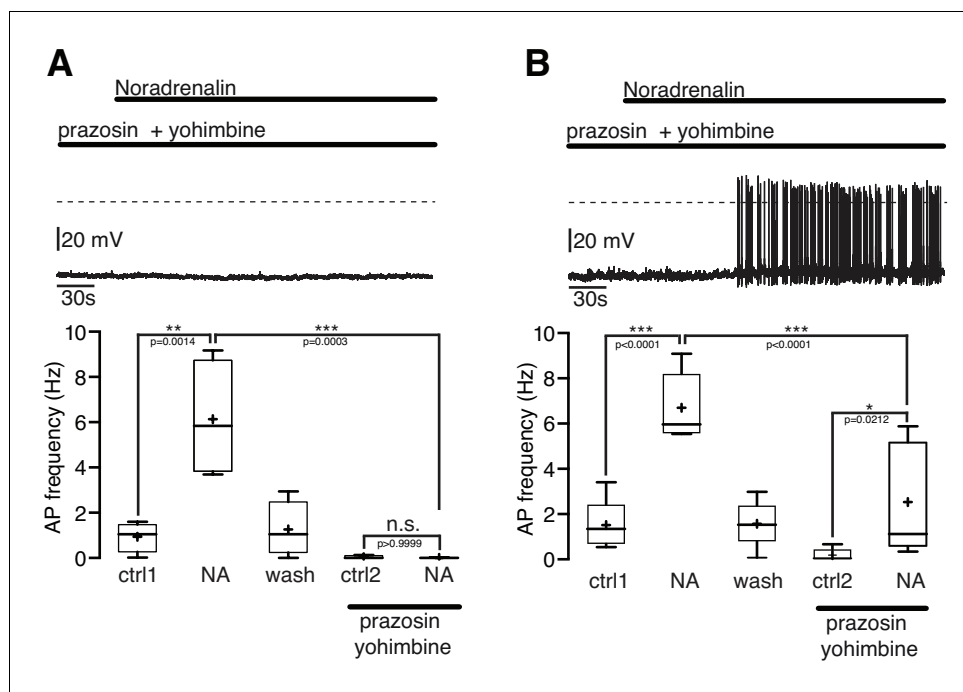 A
Noradrenalin
prazosin + yohimbine
20 mV
30s
AP frequency (Hz)
10
8
6
4
2
0
**
p=0.0014
***
p=0.0003
n.s.
p>0.9999
ctrl1 NA wash ctrl2 NA
prazosin
yohimbine
B
Noradrenalin
prazosin + yohimbine
20 mV
30s
AP frequency (Hz)
10
8
6
4
2
0
***
p<0.0001
***
p<0.0001
*
p=0.0212
ctrl1 NA wash ctrl2 NA
prazosin
yohimbine